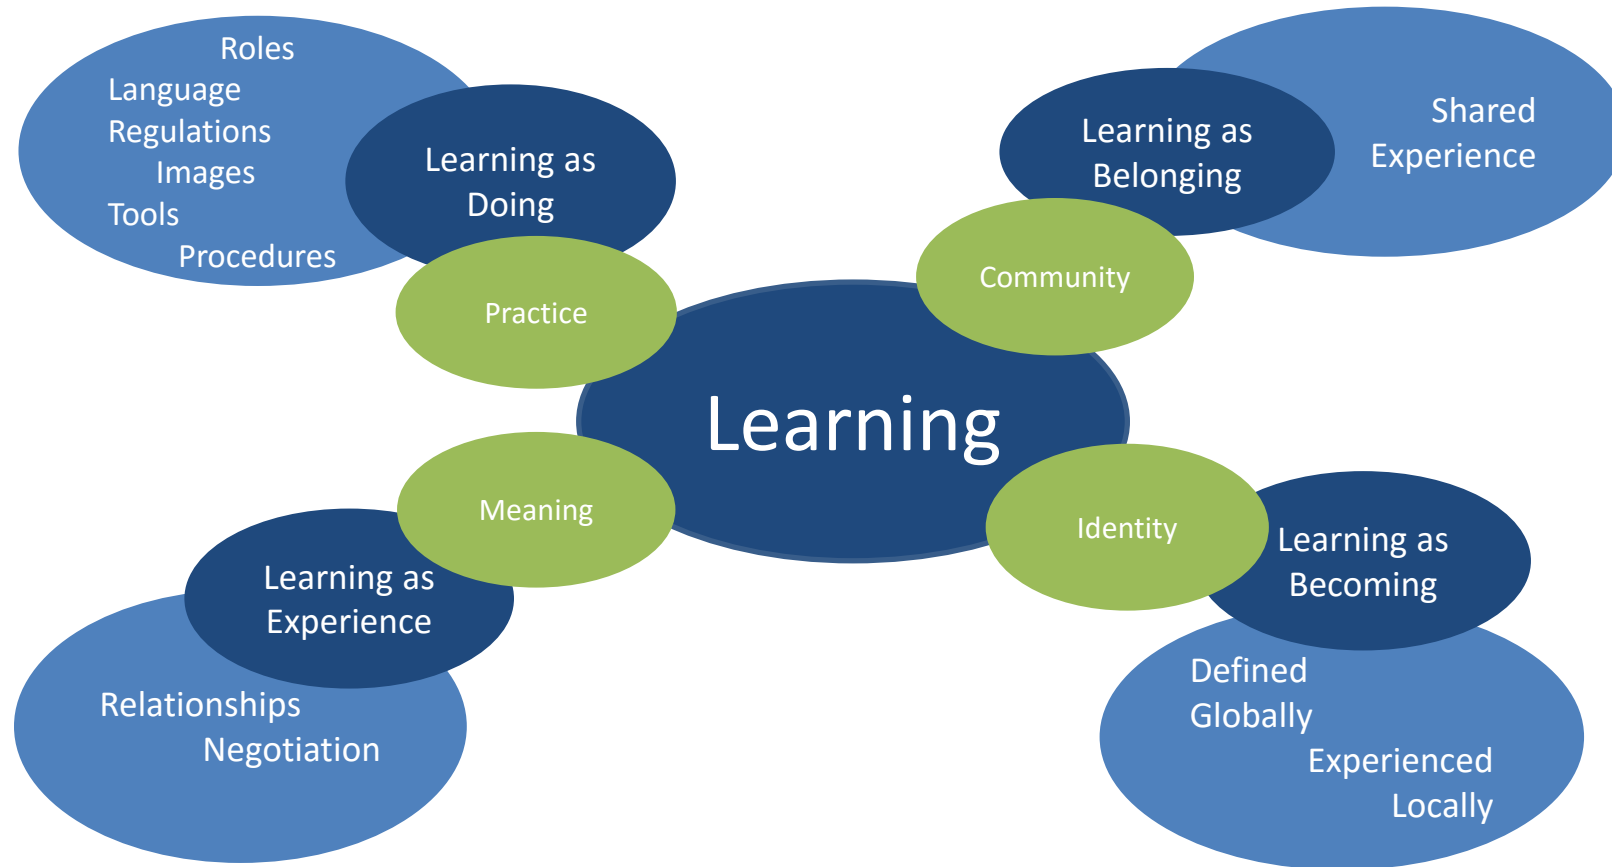 Roles
Language
Regulations
Images
Tools
Procedures
Learning as
Doing
Practice
Learning as
Belonging
Shared
Experience
Community
Learning
Meaning
Learning as
Experience
Relationships
Negotiation
Identity
Learning as
Becoming
Defined
Globally
Experienced
Locally